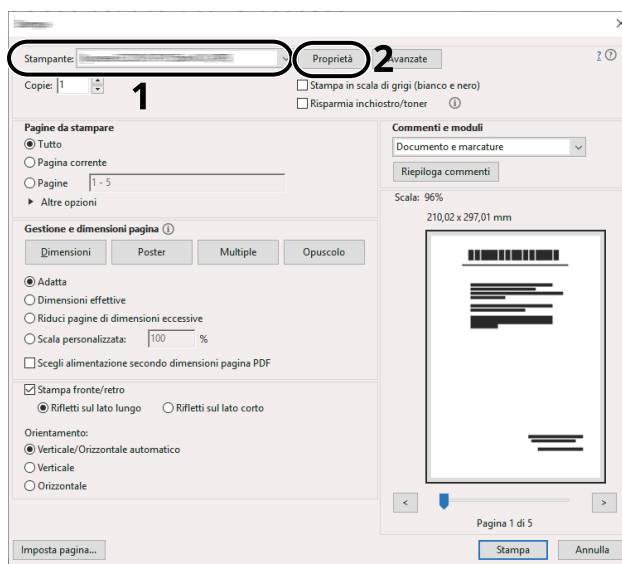 Stampante: Proprietà 2 Avanzate ?
Copie: 1 1 Stampa in scala di grigi (bianco e nero)
Risparmia inchiostro/toner
Pagine da stampare
Tutto
Pagina corrente
Pagine 1 - 5
Altre opzioni
Commenti e moduli
Documento e marcature
Riepiloga commenti
Scala: 96%
210,02 x 297,01 mm
Gestione e dimensioni pagina
Dimensioni Poster Multiple Opuscolo
Adatta
Dimensioni effettive
Riduci pagine di dimensioni eccessive
Scala personalizzata: 100 %
Scegli alimentazione secondo dimensioni pagina PDF
Stampa fronte/retro
Rifletti sul lato lungo Rifletti sul lato corto
Orientamento:
Verticale/Orizzontale automatico
Verticale
Orizzontale
< >
Pagina 1 di 5
Imposta pagina... Stampa Annulla